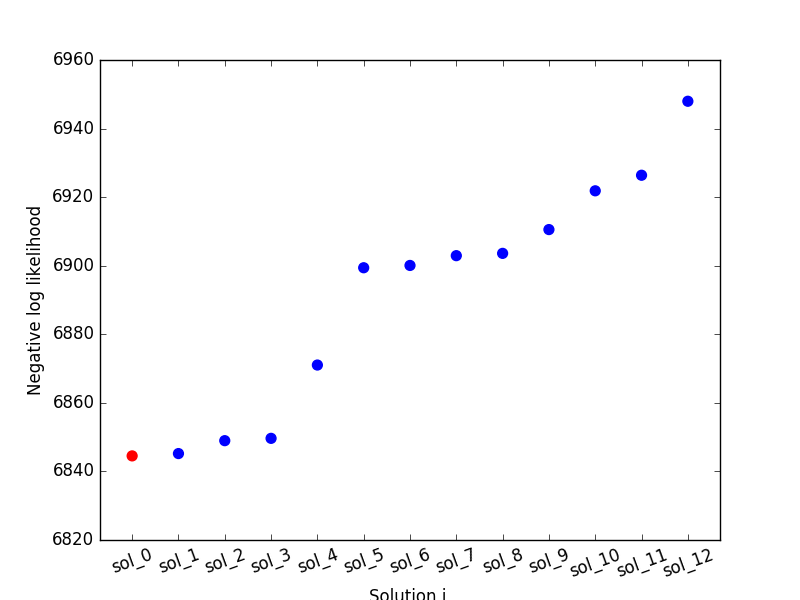 6960
6940
6920
6900
6880
6860
6840
6820
Negative log likelihood
sol_0 sol_1 sol_2 sol_3 sol_4 sol_5 sol_6 sol_7 sol_8 sol_9 sol_10 sol_11 sol_12
Solution i